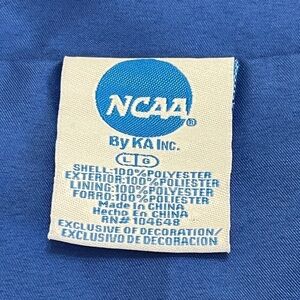 NCAA®
By KA Inc.
L G
SHELL:100%POLYESTER
EXTERIOR:100%POLIESTER
LINING:100%POLYESTER
FORRO:100%POLIESTER
Made In CHINA
Hecho En CHINA
RN# 104648
EXCLUSIVE OF DECORATION/
EXCLUSIVO DE DECORACION